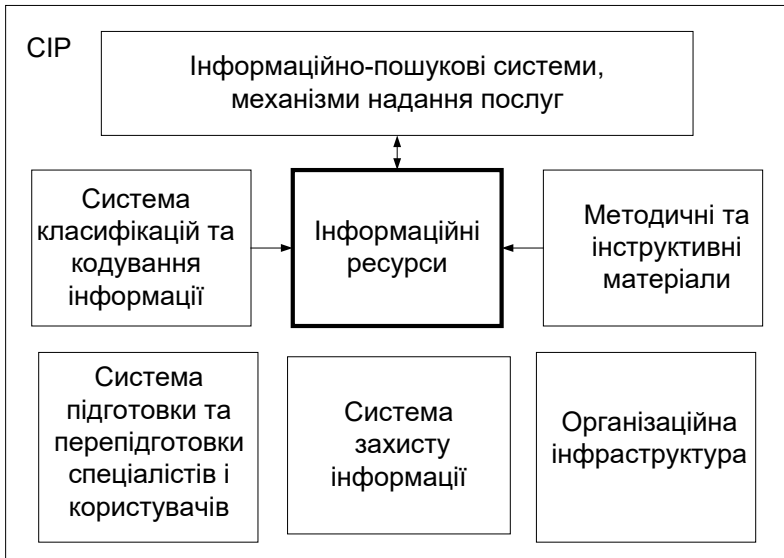 СІР
Інформаційно-пошукові системи,
механізми надання послуг
Система
класифікацій та
кодування
інформації
Інформаційні
ресурси
Методичні та
інструктивні
матеріали
Система
підготовки та
перепідготовки
спеціалістів і
користувачів
Система
захисту
інформації
Організаційна
інфраструктура